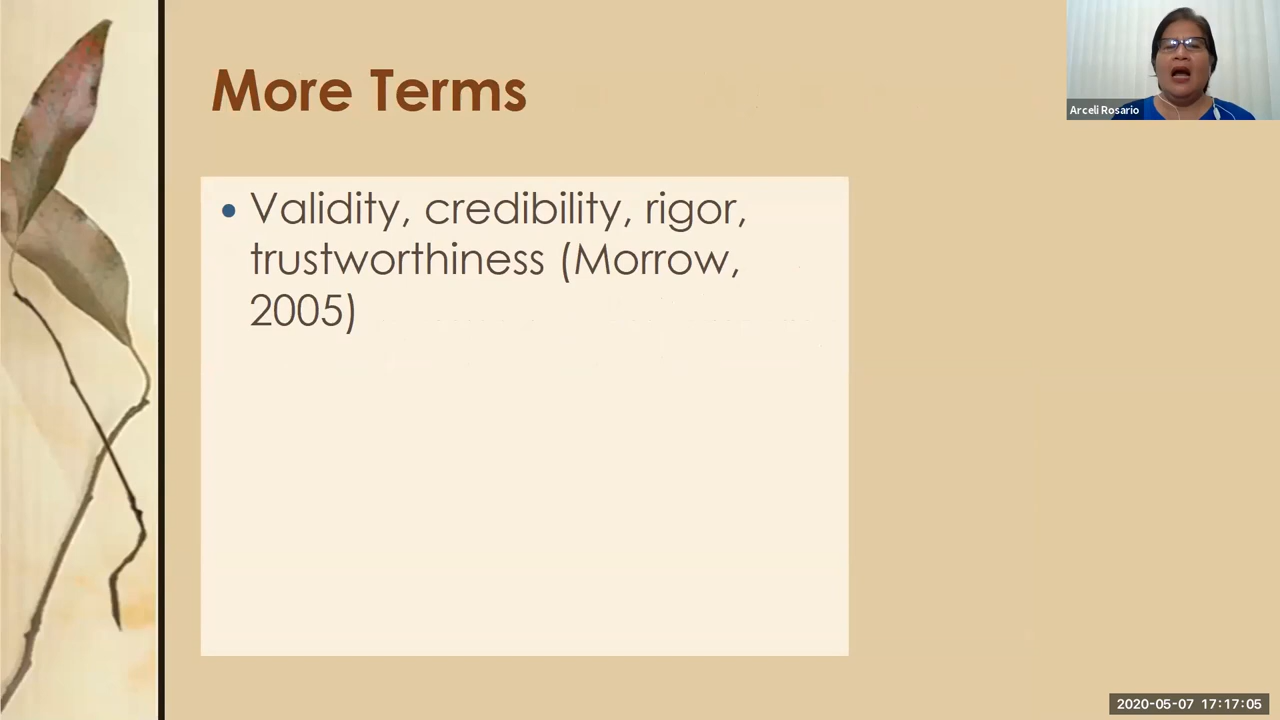 More Terms
• Validity, credibility, rigor,
trustworthiness (Morrow,
2005)
Arceli Rosario
2020-05-07 17:17:05